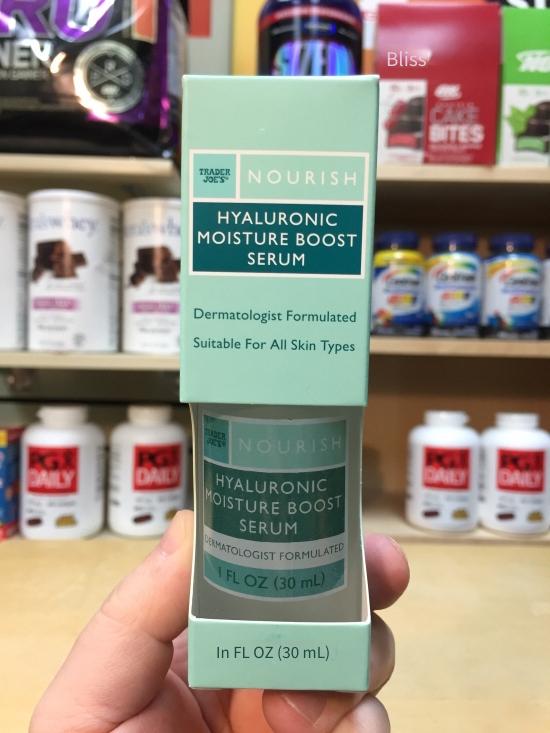 Bliss
CAKE
BITES
TRADER
JOE'S
NOURISH
HYALURONIC
MOISTURE BOOST
SERUM
Dermatologist Formulated
Suitable For All Skin Types
TRADER
JOE'S
NOURISH
HYALURONIC
MOISTURE BOOST
SERUM
DERMATOLOGIST FORMULATED
1 FL OZ (30 mL)
In FL OZ (30 mL)
DAILY
DAILY
DAILY
DAILY